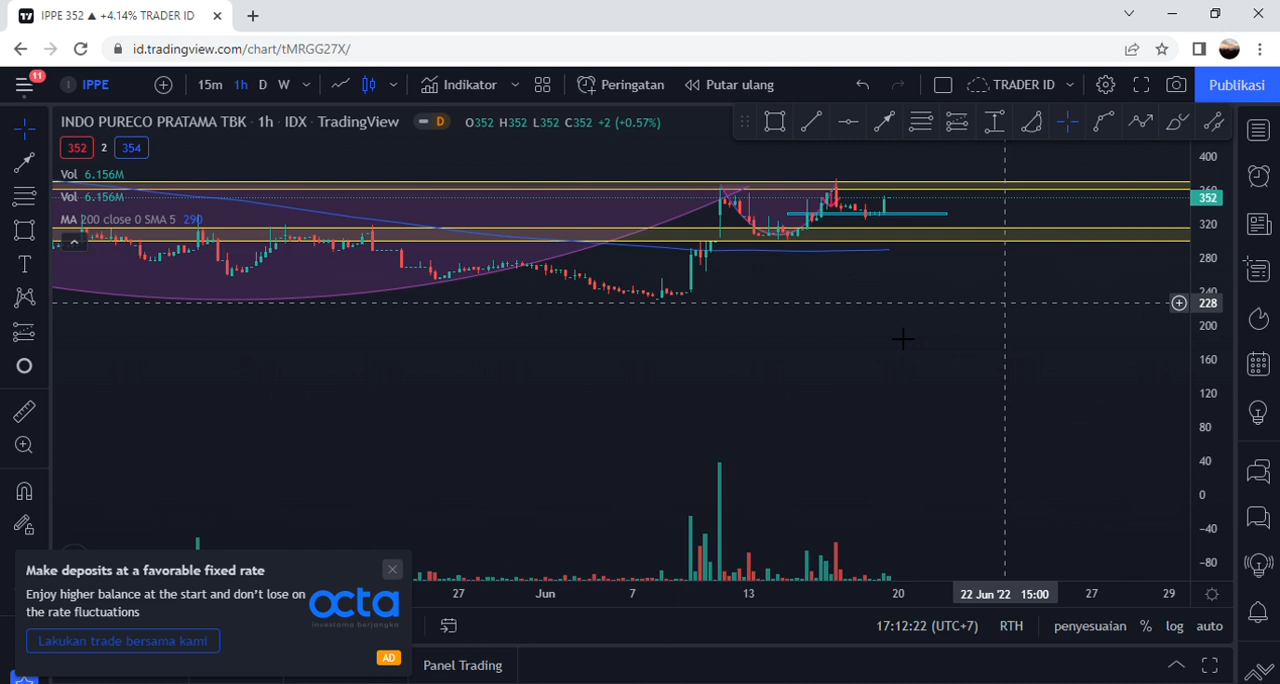 IPPE 352 ▲ +4.14% TRADER ID
id.tradingview.com/chart/tMRGG27X/
11
IPPE
15m
1h
D
W
Indikator
Peringatan
Putar ulang
TRADER ID
Publikasi
INDO PURECO PRATAMA TBK · 1h · IDX · TradingView
D
O352 H352 L352 C352 +2 (+0.57%)
352
2
354
Vol 6.156M
Vol 6.156M
MA 200 close 0 SMA 5 290
400
360
352
320
280
240
228
200
160
120
80
40
0
−40
−80
27
Jun
7
13
20
22 Jun '22 15:00
27
29
Make deposits at a favorable fixed rate
Enjoy higher balance at the start and don't lose on
the rate fluctuations
Lakukan trade bersama kami
octa
investama berjangka
AD
17:12:22 (UTC+7)
RTH
penyesuaian
%
log
auto
Panel Trading